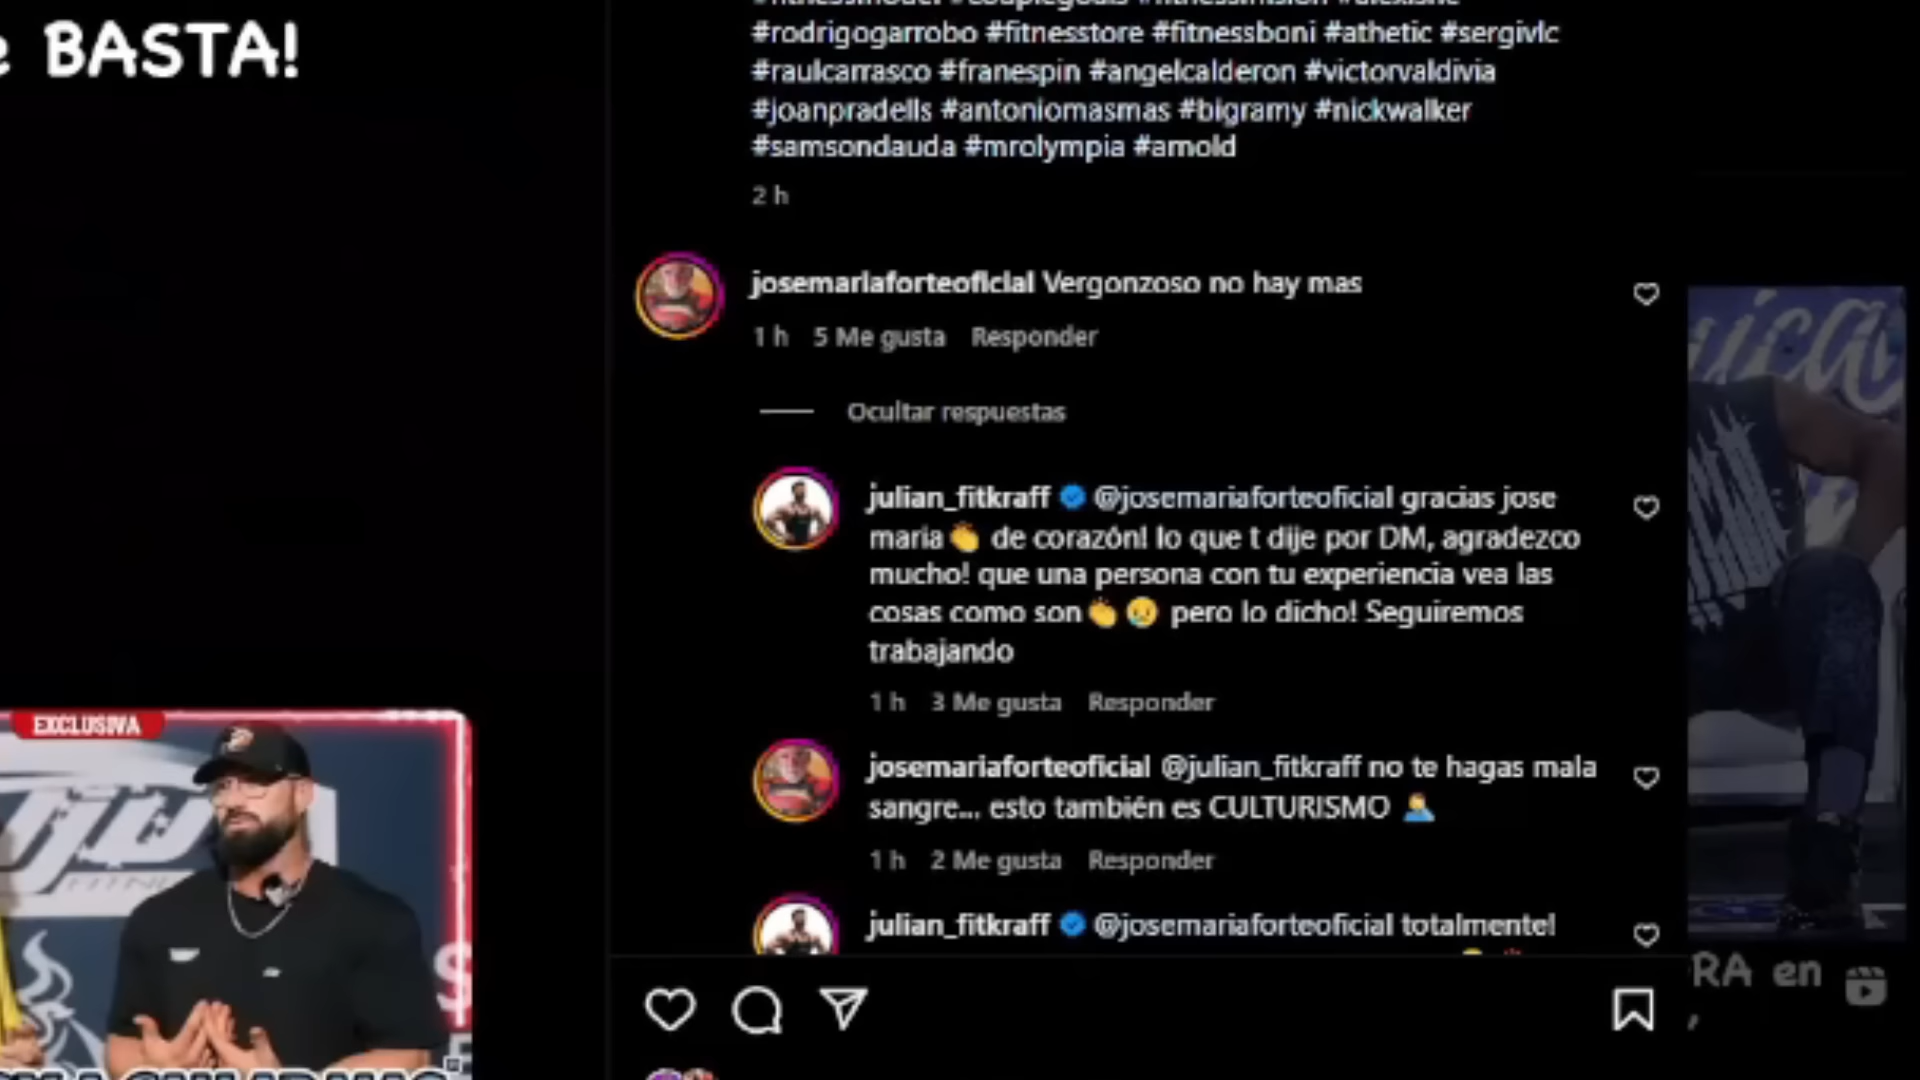 BASTA!
#rodrigogarrobo #fitnesstore #fitnessboni #athetic #sergivlc
#raulcarrasco #franespin #angelcalderon #victorvaldivia
#joanpradells #antoniomasmas #bigramy #nickwalker
#samsondauda #mrolympia #arnold
2 h
josemariaforteoficial Vergonzoso no hay mas
1 h 5 Me gusta Responder
Ocultar respuestas
julian_fitkraff @josemariaforteoficial gracias jose
maria👏 de corazón! lo que t dije por DM, agradezco
mucho! que una persona con tu experiencia vea las
cosas como son👏😢 pero lo dicho! Seguiremos
trabajando
1 h 3 Me gusta Responder
josemariaforteoficial @julian_fitkraff no te hagas mala
sangre... esto también es CULTURISMO 🤦‍♂️
1 h 2 Me gusta Responder
julian_fitkraff @josemariaforteoficial totalmente!
EXCLUSIVA
RA en